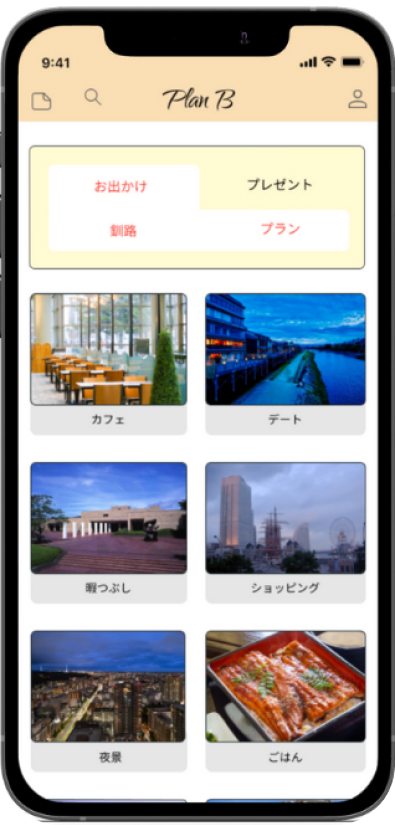 9:41
Plan B
お出かけ プレゼント
釧路 プラン
カフェ デート
暇つぶし ショッピング
夜景 ごはん